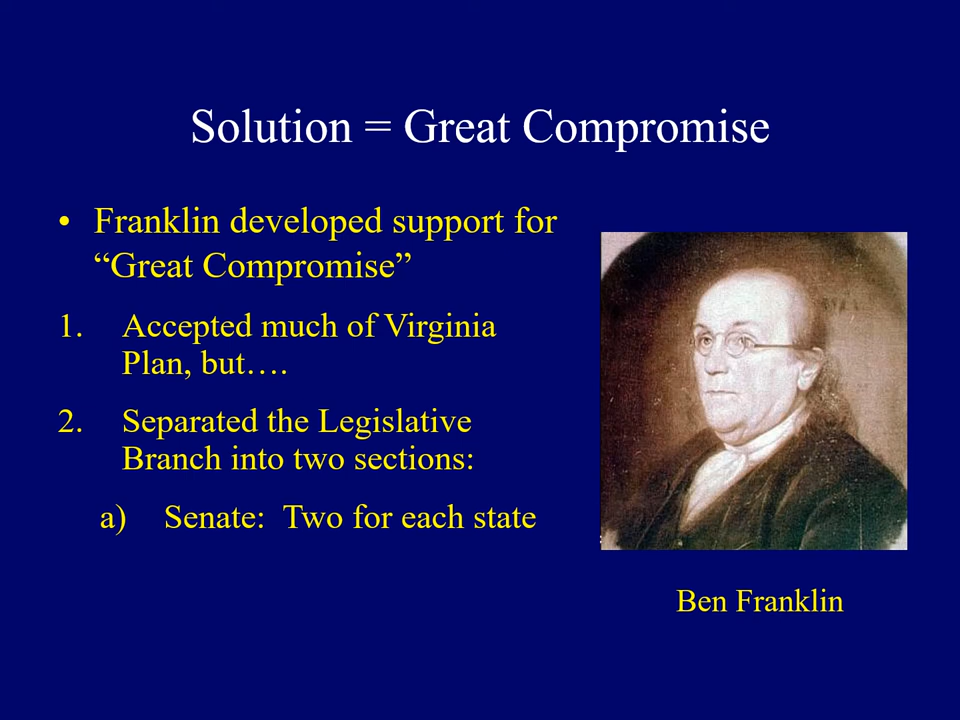 Solution = Great Compromise
• Franklin developed support for
“Great Compromise”
1. Accepted much of Virginia
Plan, but….
2. Separated the Legislative
Branch into two sections:
a) Senate: Two for each state
Ben Franklin